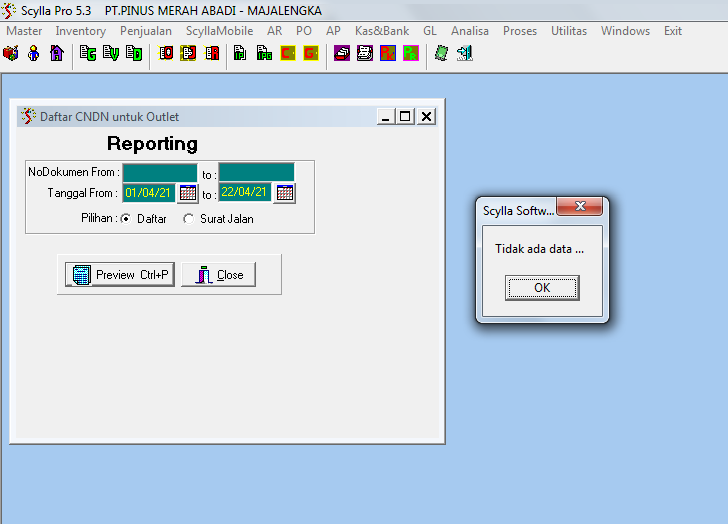 Scylla Pro 5.3 PT.PINUS MERAH ABADI - MAJALENGKA
Master Inventory Penjualan ScyllaMobile AR PO AP Kas&Bank GL Analisa Proses Utilitas Windows Exit
Daftar CNDN untuk Outlet
Reporting
NoDokumen From : to :
Tanggal From : 01/04/21 to : 22/04/21
Pilihan : Daftar Surat Jalan
Preview Ctrl+P Close
Scylla Softw...
Tidak ada data ...
OK